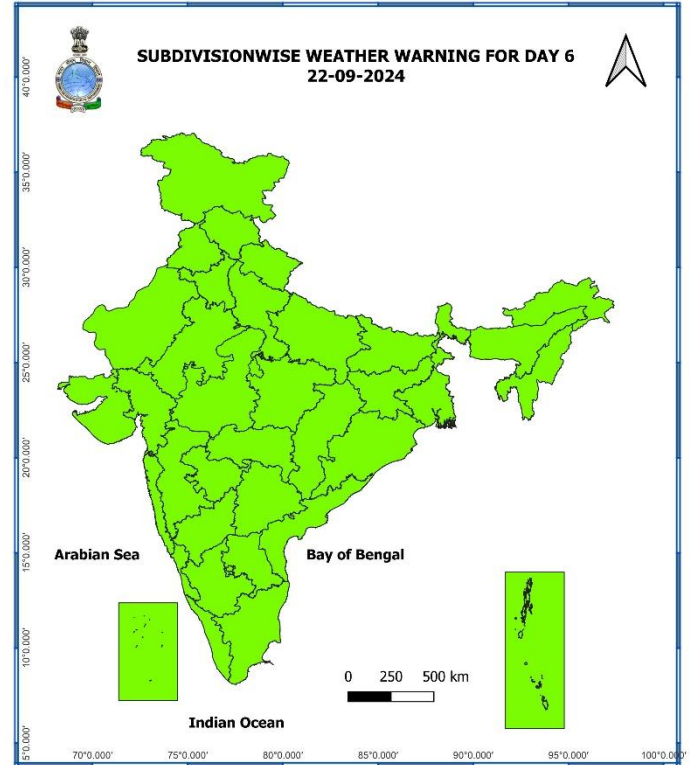 SUBDIVISIONWISE WEATHER WARNING FOR DAY 6
22-09-2024
40°0.000'
35°0.000'
30°0.000'
25°0.000'
20°0.000'
15°0.000'
10°0.000'
5°0.000'
Arabian Sea
Bay of Bengal
0 250 500 km
Indian Ocean
70°0.000' 75°0.000' 80°0.000' 85°0.000' 90°0.000' 95°0.000' 100°0.000'